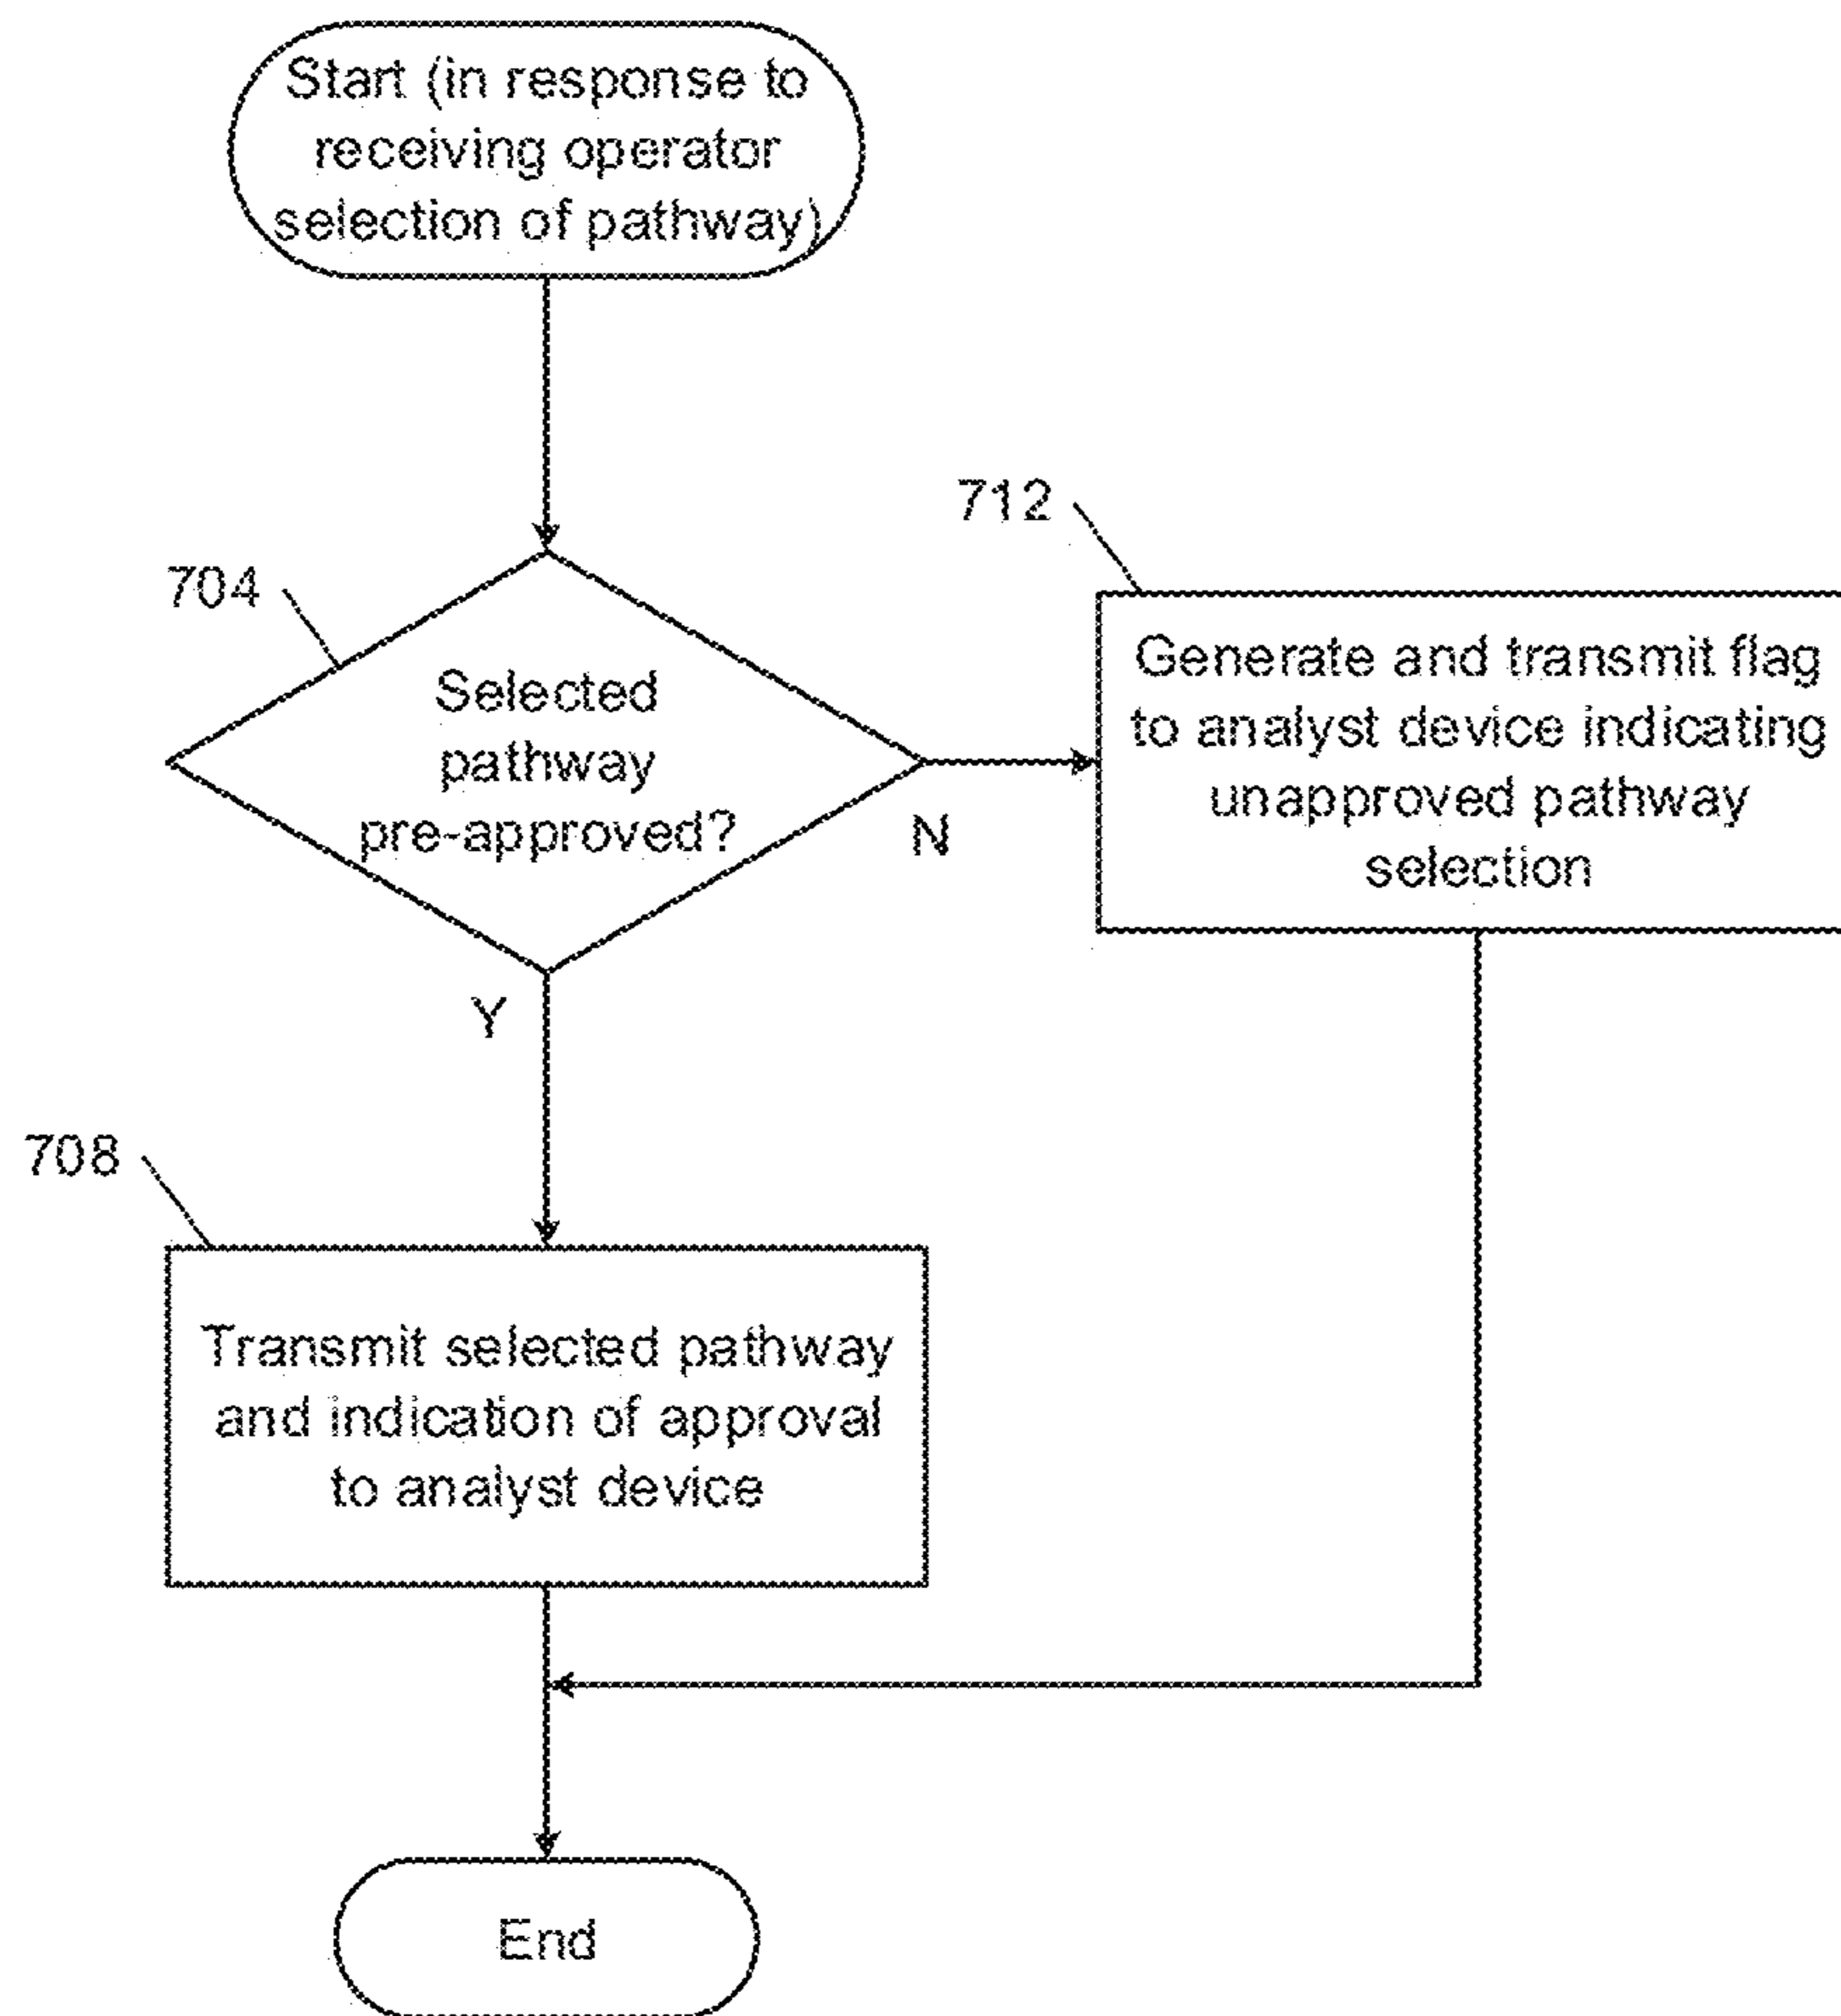 Start (in response to
receiving operator
selection of pathway)
704
Selected
pathway
pre-approved?
N
712
Generate and transmit flag
to analyst device indicating
unapproved pathway
selection
Y
708
Transmit selected pathway
and indication of approval
to analyst device
End